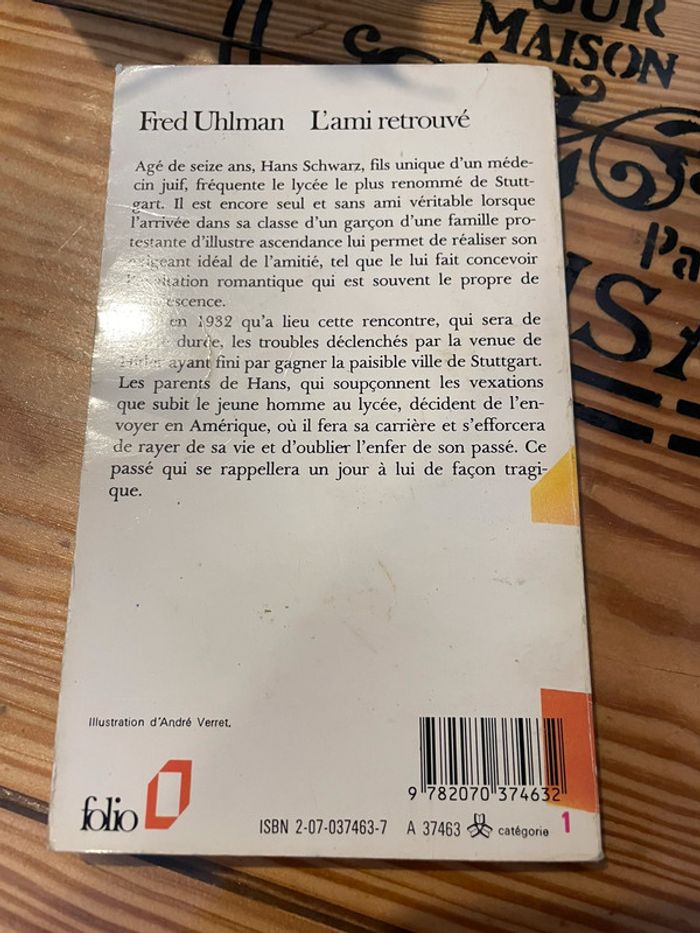 SUR
MAISON
Pa
Fred Uhlman L'ami retrouvé
Agé de seize ans, Hans Schwarz, fils unique d'un méde-
cin juif, fréquente le lycée le plus renommé de Stutt-
gart. Il est encore seul et sans ami véritable lorsque
l'arrivée dans sa classe d'un garçon d'une famille pro-
testante d'illustre ascendance lui permet de réaliser son
exigeant idéal de l'amitié, tel que le lui fait concevoir
l'exaltation romantique qui est souvent le propre de
l'adolescence.
en 1932 qu'a lieu cette rencontre, qui sera de
durée, les troubles déclenchés par la venue de
Hitler ayant fini par gagner la paisible ville de Stuttgart.
Les parents de Hans, qui soupçonnent les vexations
que subit le jeune homme au lycée, décident de l'en-
voyer en Amérique, où il fera sa carrière et s'efforcera
de rayer de sa vie et d'oublier l'enfer de son passé. Ce
passé qui se rappellera un jour à lui de façon tragi-
que.
Illustration d'André Verret.
9 782070 374632
folio
ISBN 2-07-037463-7 A 37463 catégorie 1